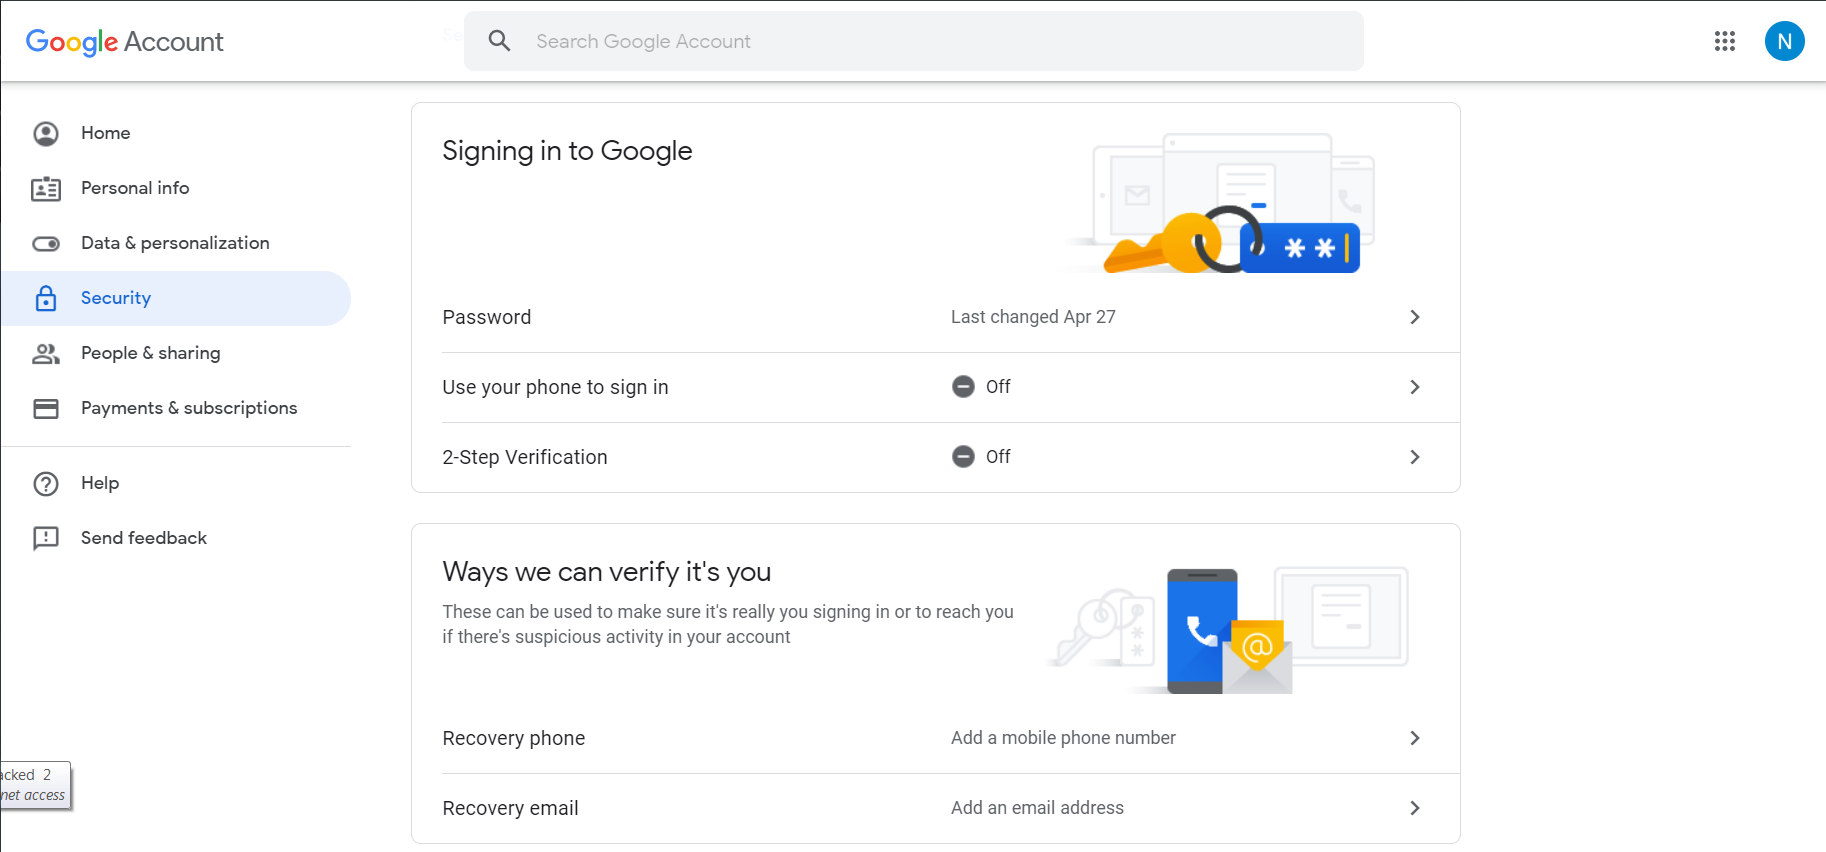 Google Account
Search Google Account
N
Home
Personal info
Data & personalization
Security
People & sharing
Payments & subscriptions
Help
Send feedback
Signing in to Google
**
Password Last changed Apr 27
Use your phone to sign in Off
2-Step Verification Off
Ways we can verify it's you
These can be used to make sure it's really you signing in or to reach you
if there's suspicious activity in your account
@
Recovery phone Add a mobile phone number
Recovery email Add an email address
acked 2
net access